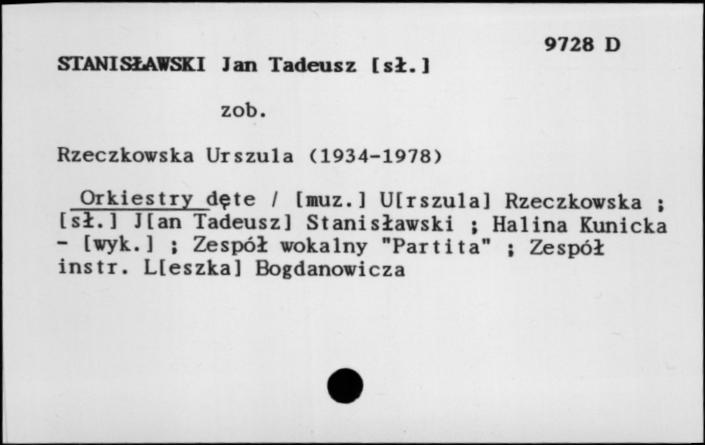 9728 D
STANISŁAWSKI Jan Tadeusz [sł.]
zob.
Rzeczkowska Urszula (1934-1978)
Orkiestry dęte / [muz.] U[rszula] Rzeczkowska ;
[sł.] J[an Tadeusz] Stanisławski ; Halina Kunicka
- [wyk.] ; Zespół wokalny "Partita" ; Zespół
instr. L[eszka] Bogdanowicza